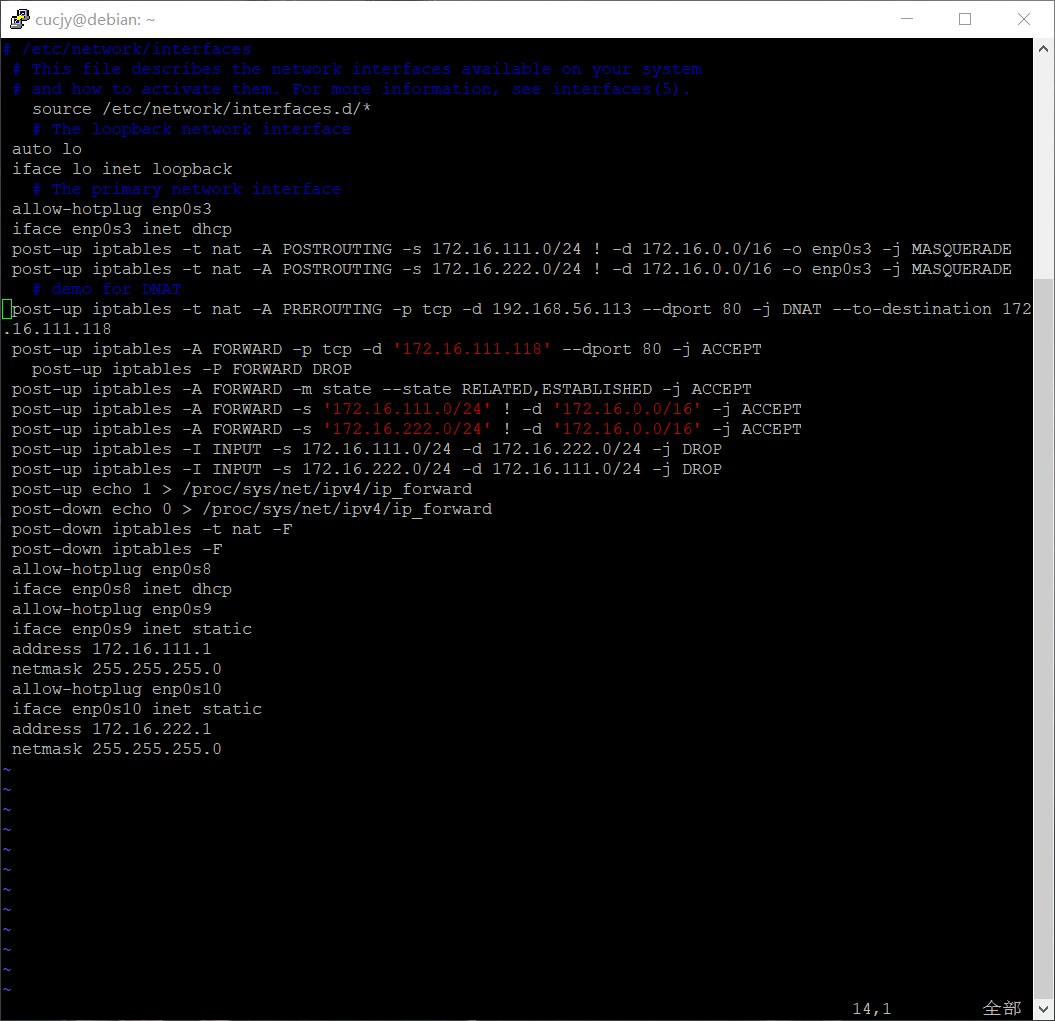 cucjy@debian: ~
# /etc/network/interfaces
# This file describes the network interfaces available on your system
# and how to activate them. For more information, see interfaces(5).
source /etc/network/interfaces.d/*
# The loopback network interface
auto lo
iface lo inet loopback
# The primary network interface
allow-hotplug enp0s3
iface enp0s3 inet dhcp
post-up iptables -t nat -A POSTROUTING -s 172.16.111.0/24 ! -d 172.16.0.0/16 -o enp0s3 -j MASQUERADE
post-up iptables -t nat -A POSTROUTING -s 172.16.222.0/24 ! -d 172.16.0.0/16 -o enp0s3 -j MASQUERADE
# demo for DNAT
post-up iptables -t nat -A PREROUTING -p tcp -d 192.168.56.113 --dport 80 -j DNAT --to-destination 172
.16.111.118
post-up iptables -A FORWARD -p tcp -d '172.16.111.118' --dport 80 -j ACCEPT
post-up iptables -P FORWARD DROP
post-up iptables -A FORWARD -m state --state RELATED,ESTABLISHED -j ACCEPT
post-up iptables -A FORWARD -s '172.16.111.0/24' ! -d '172.16.0.0/16' -j ACCEPT
post-up iptables -A FORWARD -s '172.16.222.0/24' ! -d '172.16.0.0/16' -j ACCEPT
post-up iptables -I INPUT -s 172.16.111.0/24 -d 172.16.222.0/24 -j DROP
post-up iptables -I INPUT -s 172.16.222.0/24 -d 172.16.111.0/24 -j DROP
post-up echo 1 > /proc/sys/net/ipv4/ip_forward
post-down echo 0 > /proc/sys/net/ipv4/ip_forward
post-down iptables -t nat -F
post-down iptables -F
allow-hotplug enp0s8
iface enp0s8 inet dhcp
allow-hotplug enp0s9
iface enp0s9 inet static
address 172.16.111.1
netmask 255.255.255.0
allow-hotplug enp0s10
iface enp0s10 inet static
address 172.16.222.1
netmask 255.255.255.0
~
~
~
~
~
~
~
~
~
~
~
~
14,1 全部